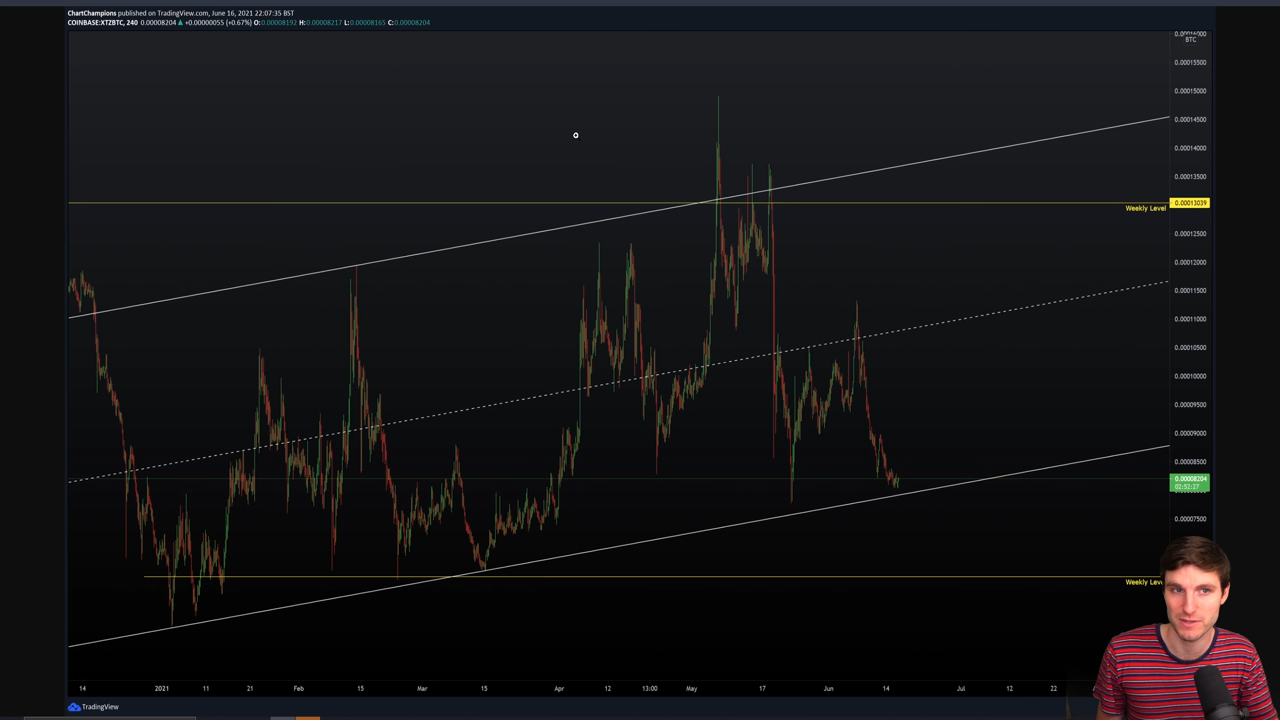 ChartChampions published on TradingView.com, June 16, 2021 22:07:35 BST
COINBASE:XTZBTC, 240 0.00008204 ▲ +0.00000055 (+0.67%) O: 0.00008192 H: 0.00008217 L: 0.00008165 C: 0.00008204
BTC
0.00015500
0.00015000
0.00014500
0.00014000
0.00013500
0.00013039
Weekly Level
0.00012500
0.00012000
0.00011500
0.00011000
0.00010500
0.00010000
0.00009500
0.00009000
0.00008500
0.00008204
02:52:27
0.00007500
Weekly Leve
14 2021 11 21 Feb 15 Mar 15 Apr 12 13:00 May 17 Jun 14 Jul 12 22
TradingView